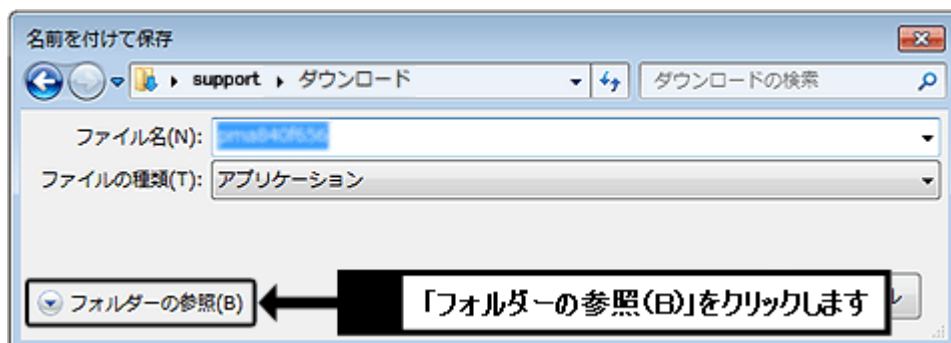 名前を付けて保存
support ダウンロード ダウンロードの検索
ファイル名(N):
ファイルの種類(T): アプリケーション
フォルダーの参照(B) 「フォルダーの参照(B)」をクリックします